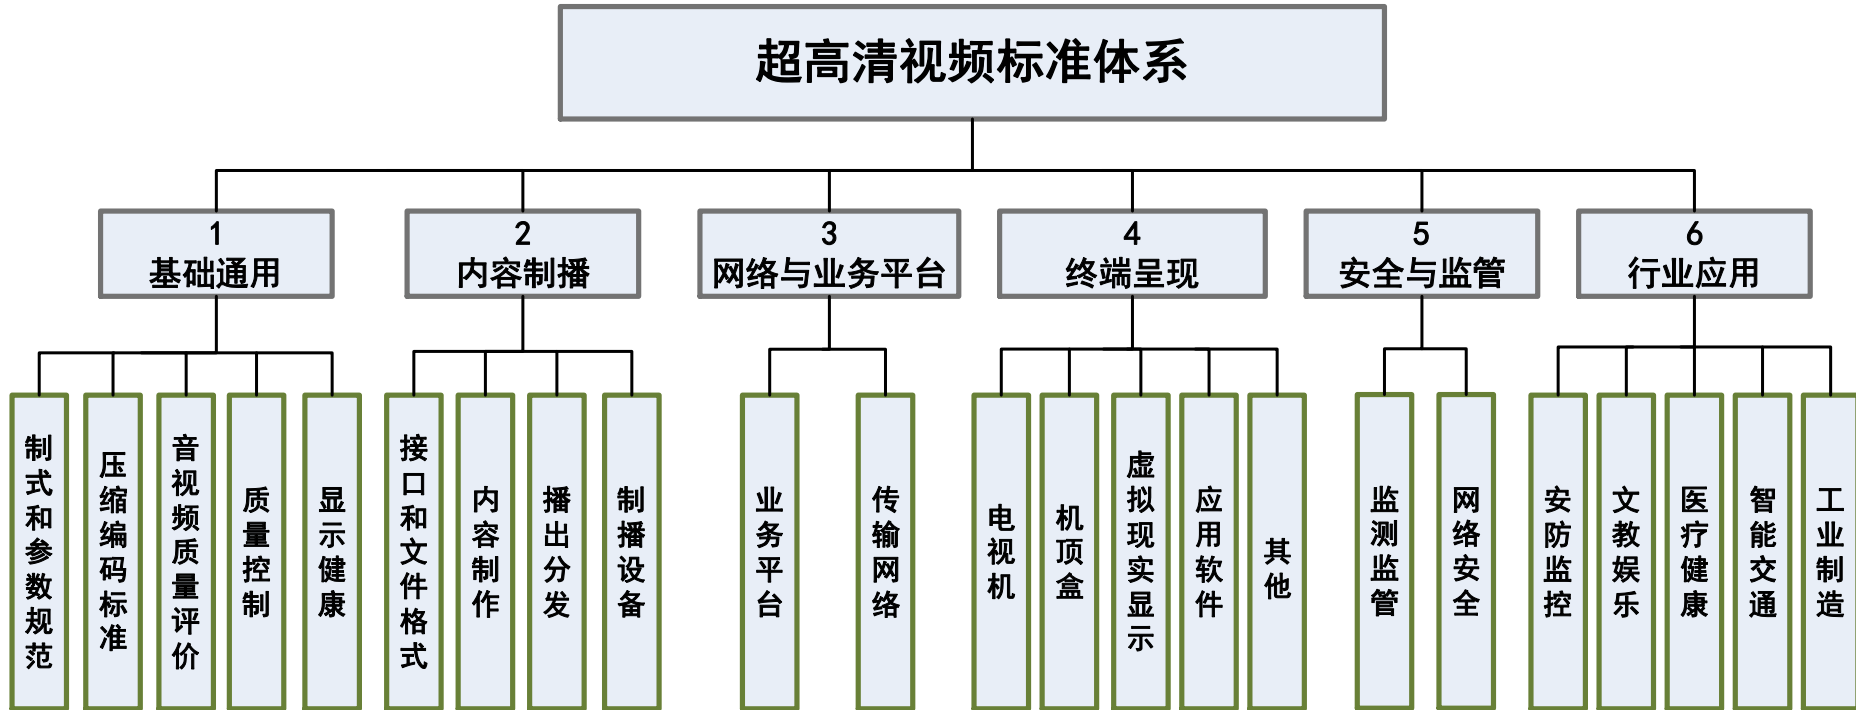 超高清视频标准体系
1
基础通用
2
内容制播
3
网络与业务平台
4
终端呈现
5
安全与监管
6
行业应用
制式和参数规范
压缩编码标准
音视频质量评价
质量控制
显示健康
接口和文件格式
内容制作
播出分发
制播设备
业务平台
传输网络
电视机
机顶盒
虚拟现实显示
应用软件
其他
监测监管
网络安全
安防监控
文教娱乐
医疗健康
智能交通
工业制造